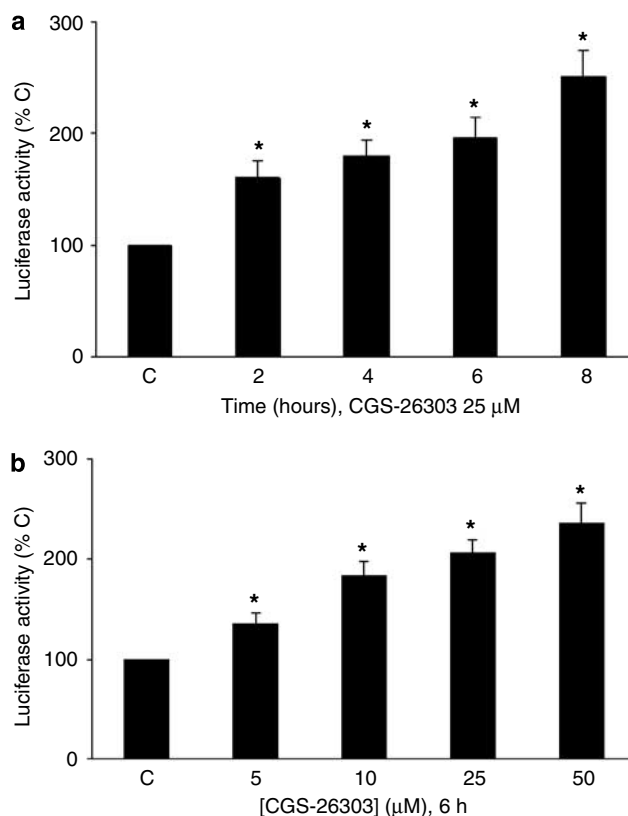 a
300
200
100
0
Luciferase activity (% C)
* * * *
C 2 4 6 8
Time (hours), CGS-26303 25 μM
b
300
200
100
0
Luciferase activity (% C)
* * * *
C 5 10 25 50
[CGS-26303] (μM), 6 h